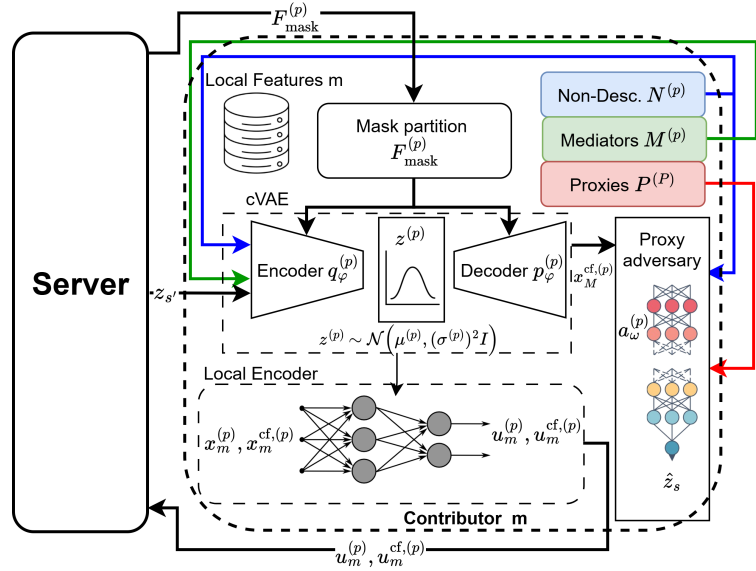 F_mask^(p)
Local Features m
Non-Desc. N^(p)
Mask partition
F_mask^(p)
Mediators M^(p)
Proxies P^(P)
cVAE
z^(p)
Encoder q_φ^(p)
Decoder p_φ^(p)
x_M^cf,(p)
Proxy
adversary
Server
z_s'
a_ω^(p)
z^(p) ∼ N(μ^(p), (σ^(p))^2 I)
Local Encoder
x_m^(p), x_m^cf,(p)
u_m^(p), u_m^cf,(p)
ẑ_s
Contributor m
u_m^(p), u_m^cf,(p)